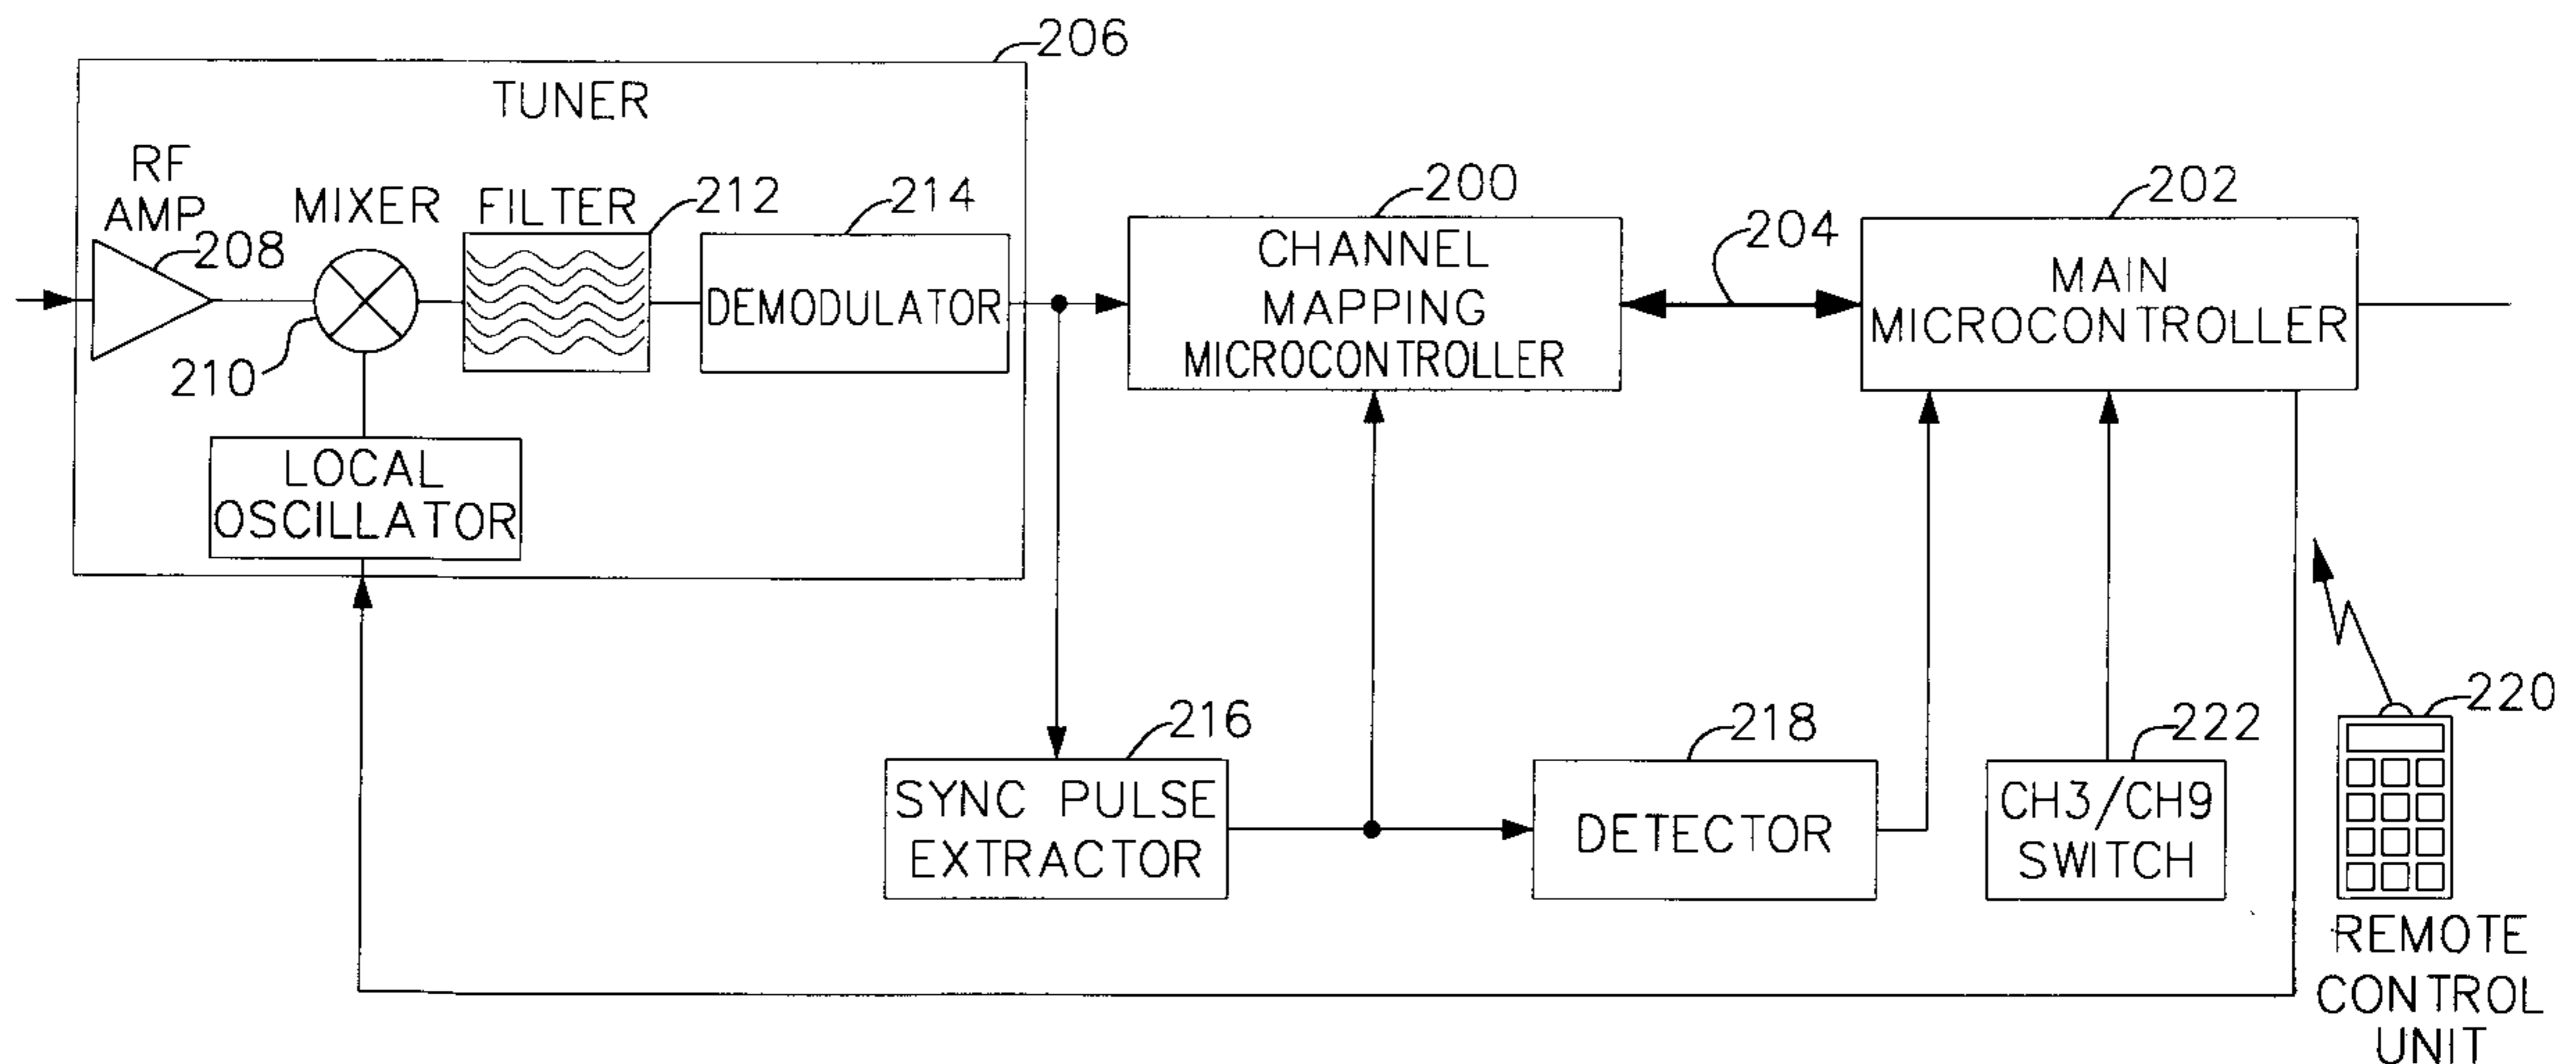 206
TUNER
RF
AMP
208
MIXER
210
FILTER
212
214
DEMODULATOR
LOCAL
OSCILLATOR
200
CHANNEL
MAPPING
MICROCONTROLLER
204
202
MAIN
MICROCONTROLLER
216
SYNC PULSE
EXTRACTOR
218
DETECTOR
222
CH3/CH9
SWITCH
220
REMOTE
CONTROL
UNIT